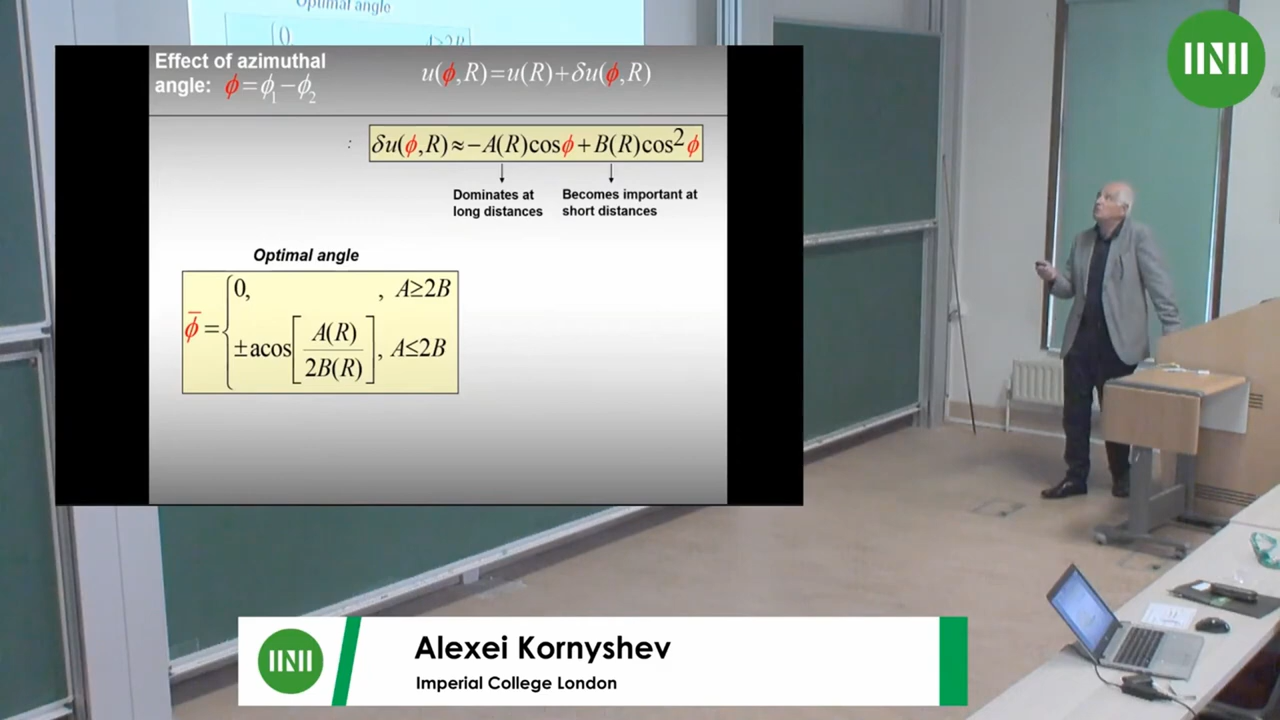 Optimal angle
Effect of azimuthal
angle: ϕ=ϕ₁−ϕ₂
u(ϕ,R)=u(R)+δu(ϕ,R)
: δu(ϕ,R)≈−A(R)cosϕ+B(R)cos²ϕ
Dominates at
long distances
Becomes important at
short distances
Optimal angle
ϕ̄= { 0, , A≥2B
±acos[A(R)/2B(R)], A≤2B
Alexei Kornyshev
Imperial College London